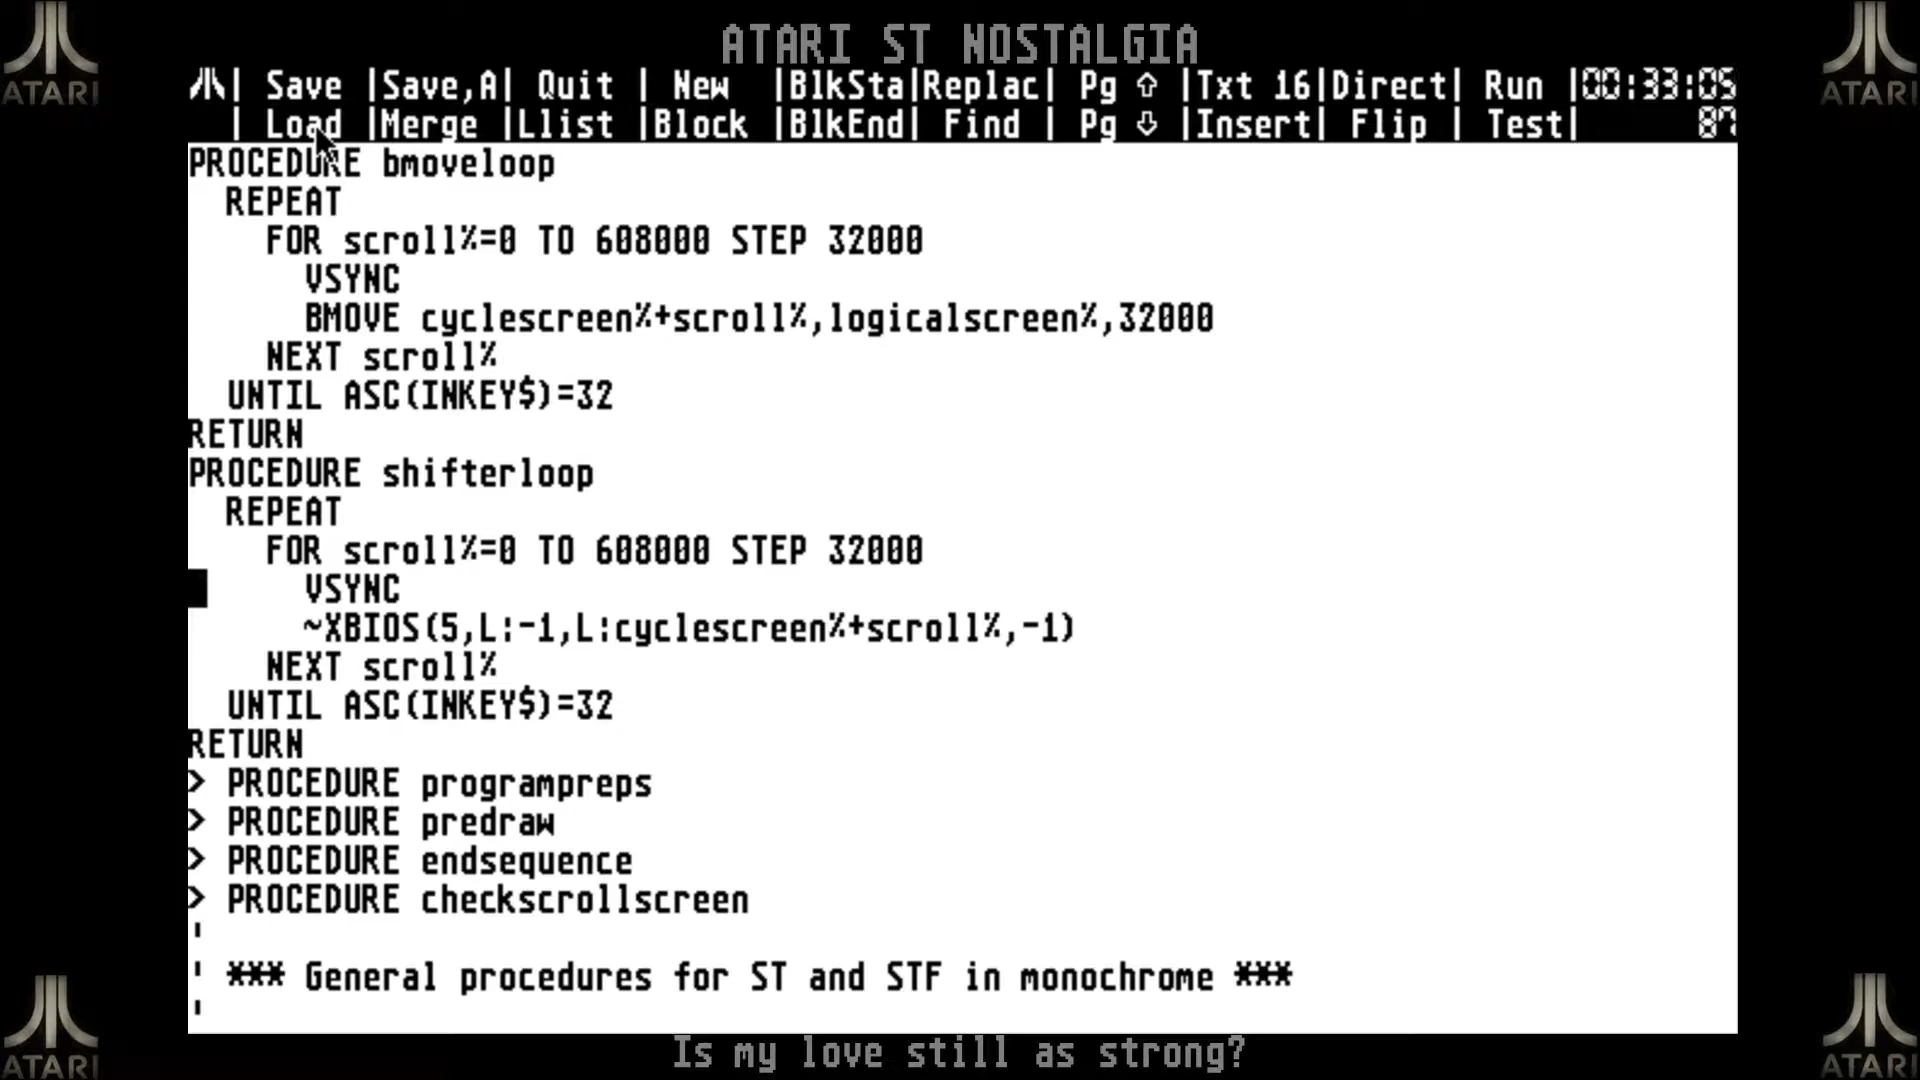 ATARI ST NOSTALGIA
ATARI
ATARI
| Save |Save,A| Quit | New |BlkSta|Replac| Pg ⇧ |Txt 16|Direct| Run |00:33:05
| Load |Merge |Llist |Block |BlkEnd| Find | Pg ⇩ |Insert| Flip | Test| 87
PROCEDURE bmoveloop
REPEAT
FOR scroll%=0 TO 608000 STEP 32000
VSYNC
BMOVE cyclescreen%+scroll%,logicalscreen%,32000
NEXT scroll%
UNTIL ASC(INKEY$)=32
RETURN
PROCEDURE shifterloop
REPEAT
FOR scroll%=0 TO 608000 STEP 32000
VSYNC
~XBIOS(5,L:-1,L:cyclescreen%+scroll%,-1)
NEXT scroll%
UNTIL ASC(INKEY$)=32
RETURN
> PROCEDURE programpreps
> PROCEDURE predraw
> PROCEDURE endsequence
> PROCEDURE checkscrollscreen
'
' *** General procedures for ST and STF in monochrome ***
'
Is my love still as strong?
ATARI
ATARI